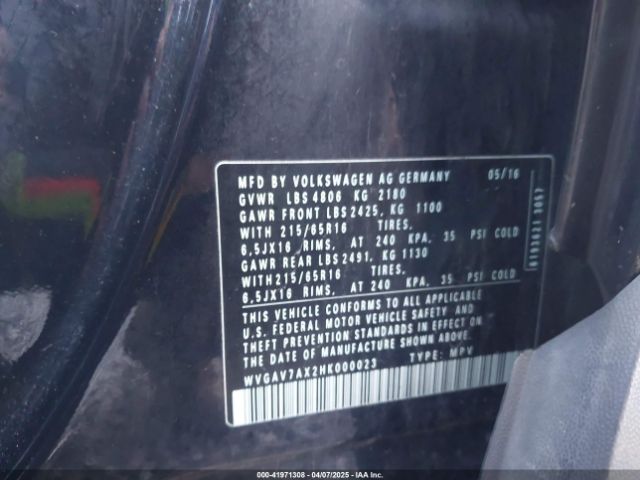 MFD BY VOLKSWAGEN AG GERMANY 05/16
GVWR LBS 4806 KG 2180
GAWR FRONT LBS 2425, KG 1100
WITH 215/65R16 TIRES,
6,5JX16 RIMS, AT 240 KPA, 35 PSI COLD
GAWR REAR LBS 2491, KG 1130
WITH 215/65R16 TIRES,
6,5JX16 RIMS, AT 240 KPA, 35 PSI COLD
THIS VEHICLE CONFORMS TO ALL APPLICABLE
U.S. FEDERAL MOTOR VEHICLE SAFETY AND
THEFT PREVENTION STANDARDS IN EFFECT ON
THE DATE OF MANUFACTURE SHOWN ABOVE.
WVGAV7AX2HK000023 TYPE: MPV
000-41971308 - 04/07/2025 - IAA Inc.